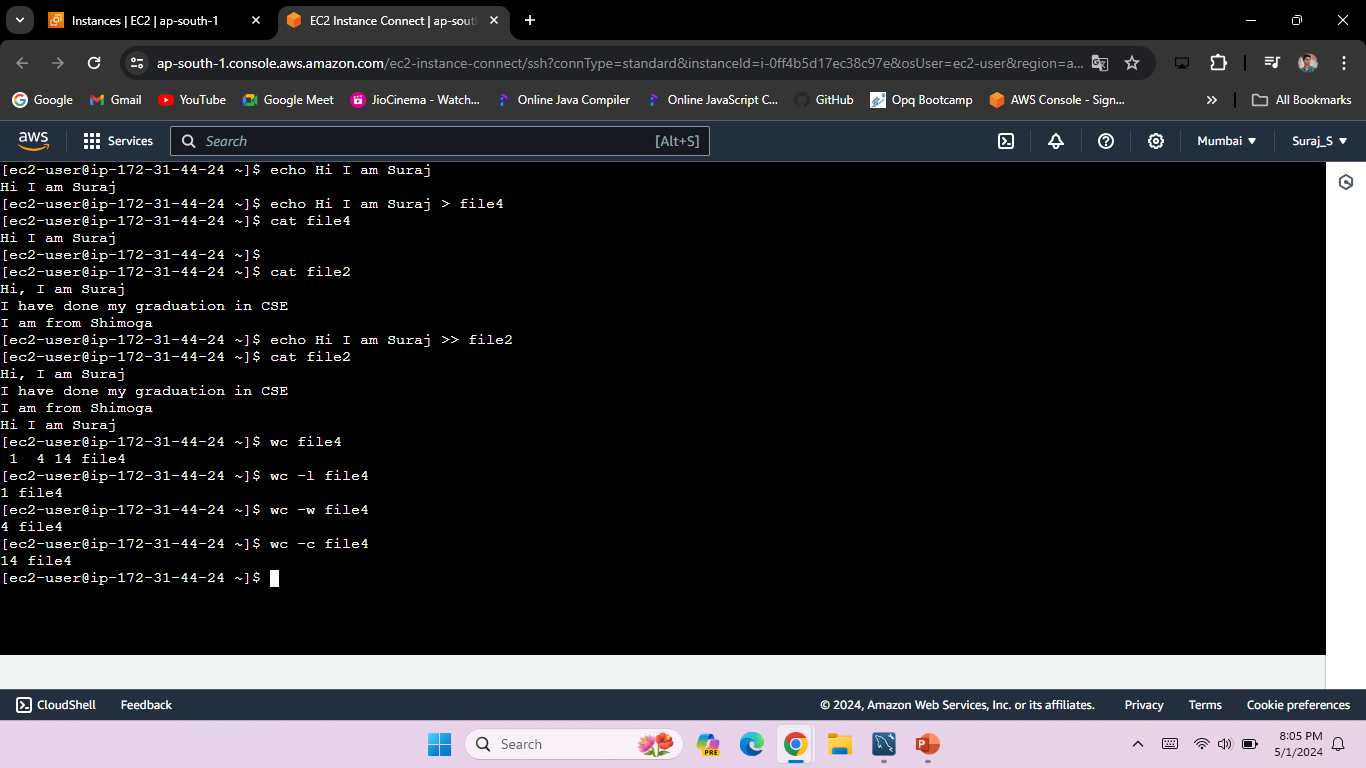 Instances | EC2 | ap-south-1
EC2 Instance Connect | ap-sout
ap-south-1.console.aws.amazon.com/ec2-instance-connect/ssh?connType=standard&instanceId=i-0ff4b5d17ec38c97e&osUser=ec2-user&region=a...
Google Gmail YouTube Google Meet JioCinema - Watch... Online Java Compiler Online JavaScript C... GitHub Opq Bootcamp AWS Console - Sign... » All Bookmarks
aws Services Search [Alt+S] Mumbai Suraj_S
[ec2-user@ip-172-31-44-24 ~]$ echo Hi I am Suraj
Hi I am Suraj
[ec2-user@ip-172-31-44-24 ~]$ echo Hi I am Suraj > file4
[ec2-user@ip-172-31-44-24 ~]$ cat file4
Hi I am Suraj
[ec2-user@ip-172-31-44-24 ~]$
[ec2-user@ip-172-31-44-24 ~]$ cat file2
Hi, I am Suraj
I have done my graduation in CSE
I am from Shimoga
[ec2-user@ip-172-31-44-24 ~]$ echo Hi I am Suraj >> file2
[ec2-user@ip-172-31-44-24 ~]$ cat file2
Hi, I am Suraj
I have done my graduation in CSE
I am from Shimoga
Hi I am Suraj
[ec2-user@ip-172-31-44-24 ~]$ wc file4
 1  4 14 file4
[ec2-user@ip-172-31-44-24 ~]$ wc -l file4
1 file4
[ec2-user@ip-172-31-44-24 ~]$ wc -w file4
4 file4
[ec2-user@ip-172-31-44-24 ~]$ wc -c file4
14 file4
[ec2-user@ip-172-31-44-24 ~]$
CloudShell Feedback © 2024, Amazon Web Services, Inc. or its affiliates. Privacy Terms Cookie preferences
Search PRE 8:05 PM
5/1/2024